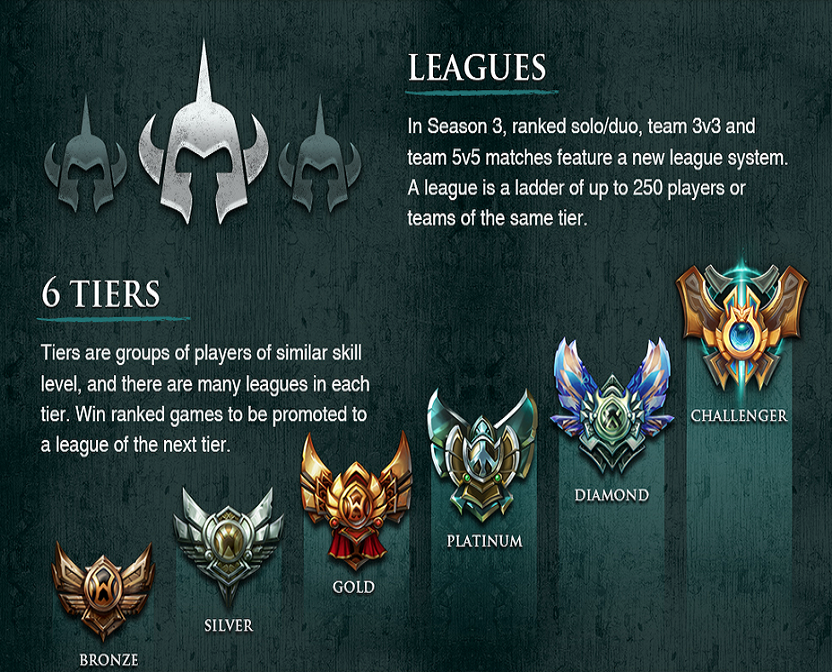 LEAGUES
In Season 3, ranked solo/duo, team 3v3 and
team 5v5 matches feature a new league system.
A league is a ladder of up to 250 players or
teams of the same tier.
6 TIERS
Tiers are groups of players of similar skill
level, and there are many leagues in each
tier. Win ranked games to be promoted to
a league of the next tier.
CHALLENGER
DIAMOND
PLATINUM
GOLD
SILVER
BRONZE